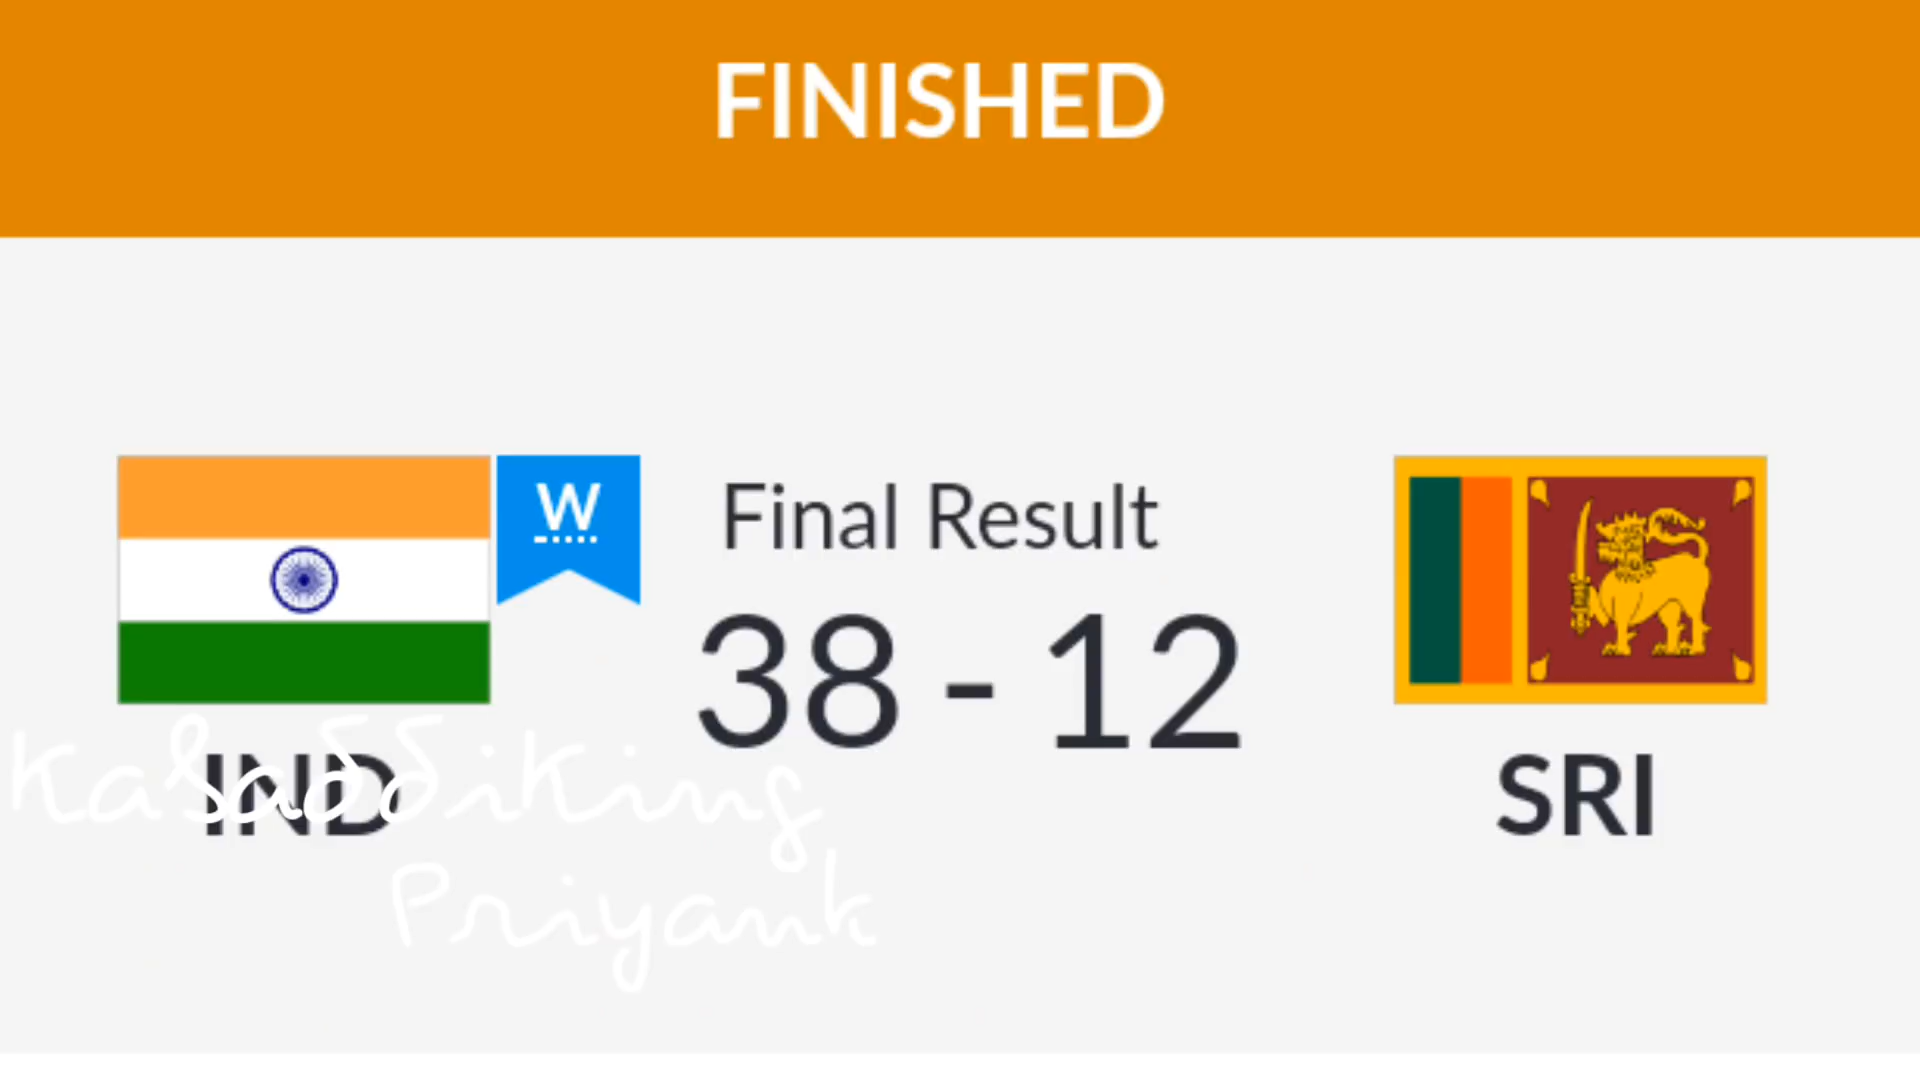 FINISHED
W
Final Result
38 - 12
IND
SRI
KabaddiKing
Priyank